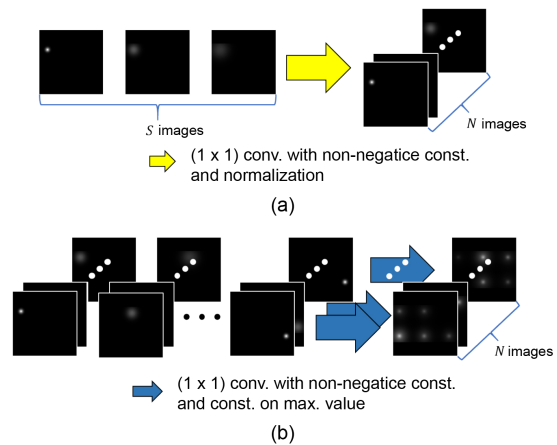 S images
N images
(1 x 1) conv. with non-negatice const.
and normalization
(a)
N images
(1 x 1) conv. with non-negatice const.
and const. on max. value
(b)